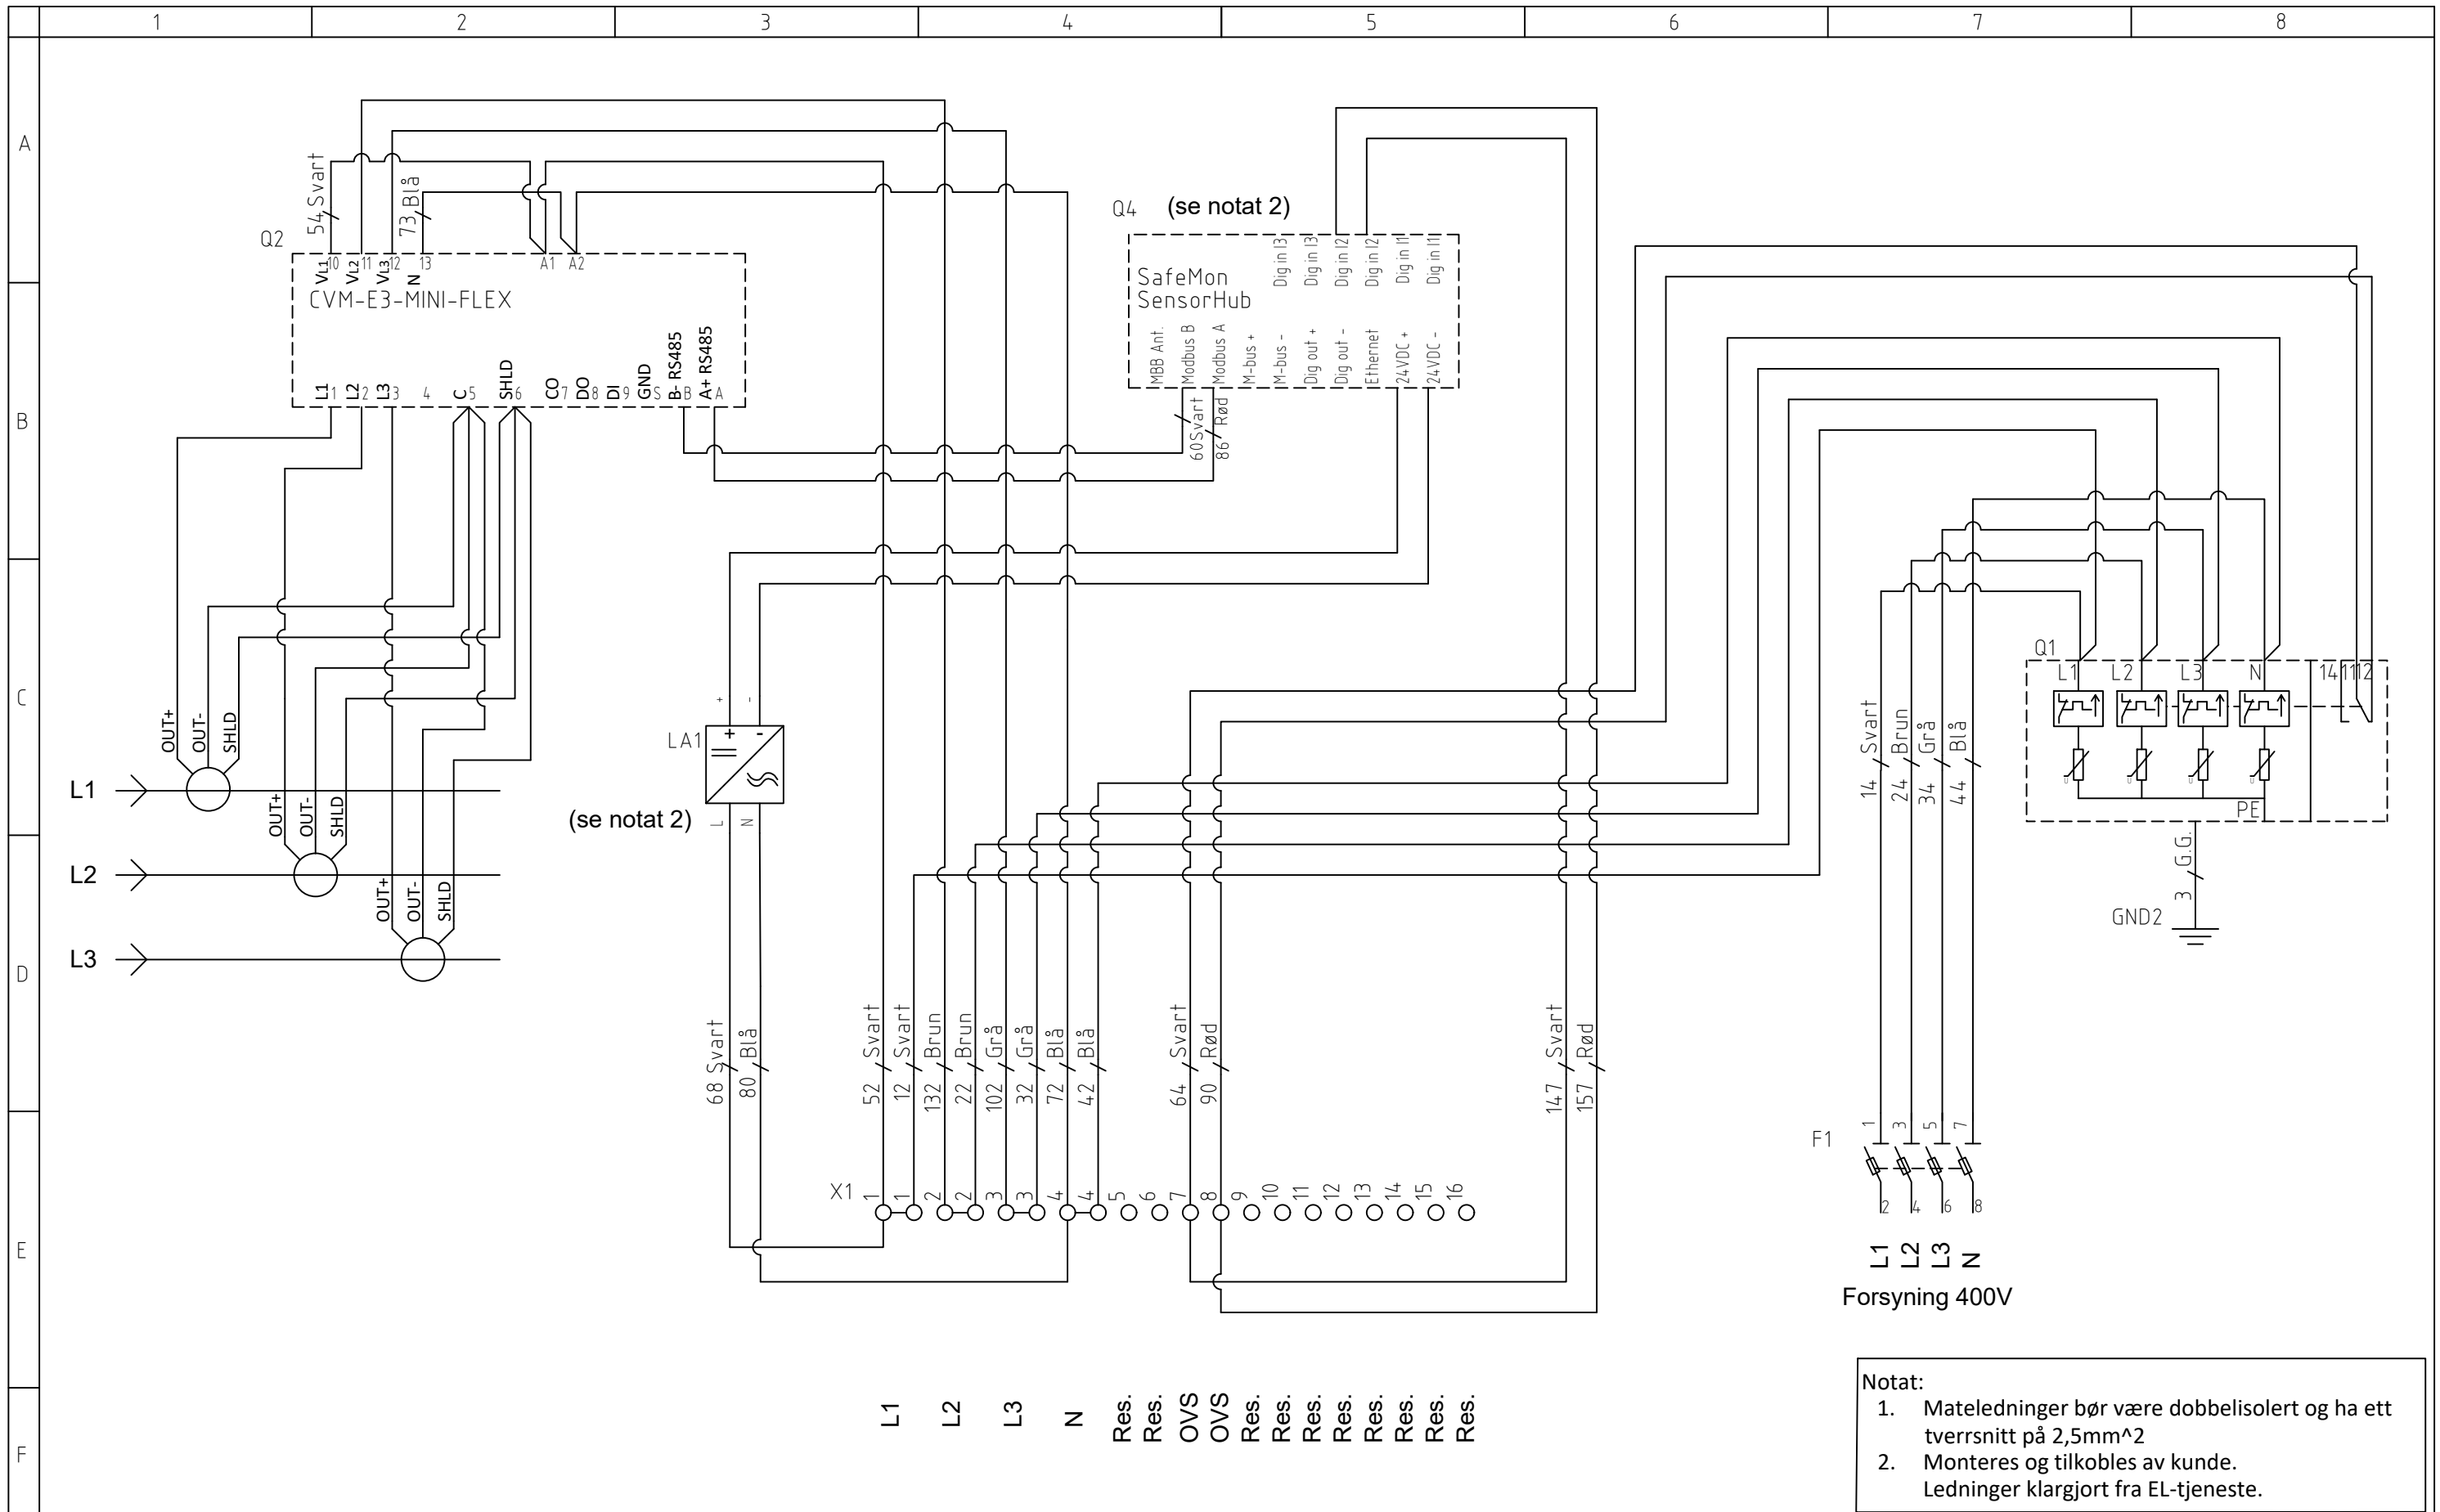 1 2 3 4 5 6 7 8
A
B
C
D
E
F
Q2
54 Svart
73 Blå
VL1 10
VL2 11
VL3 12
N 13
A1 A2
CVM-E3-MINI-FLEX
L1 1
L2 2
L3 3
4
C 5
SHLD 6
CO 7
DO 8
DI 9
GND S
B- RS485 B
A+ RS485 A
Q4 (se notat 2)
SafeMon
SensorHub
Dig in I3
Dig in I3
Dig in I2
Dig in I2
Dig in I1
Dig in I1
MBB Ant.
Modbus B
Modbus A
M-bus +
M-bus -
Dig out +
Dig out -
Ethernet
24VDC +
24VDC -
60 Svart
86 Rød
OUT+
OUT-
SHLD
L1
OUT+
OUT-
SHLD
L2
OUT+
OUT-
SHLD
L3
+ -
LA1
+ -
(se notat 2)
L N
68 Svart
80 Blå
52 Svart
12 Svart
132 Brun
22 Brun
102 Grå
32 Grå
72 Blå
42 Blå
64 Svart
90 Rød
147 Svart
157 Rød
Q1
L1 L2 L3 N 14 11 12
U U U U
PE
3 G.G.
GND2
14 Svart
24 Brun
34 Grå
44 Blå
F1
1 3 5 7
2 4 6 8
L1 L2 L3 N
Forsyning 400V
X1
1 1 2 2 3 3 4 4 5 6 7 8 9 10 11 12 13 14 15 16
L1 L2 L3 N Res. Res. OVS OVS Res. Res. Res. Res. Res. Res. Res. Res.
Notat:
1. Mateledninger bør være dobbelisolert og ha ett
tverrsnitt på 2,5mm^2
2. Monteres og tilkobles av kunde.
Ledninger klargjort fra EL-tjeneste.